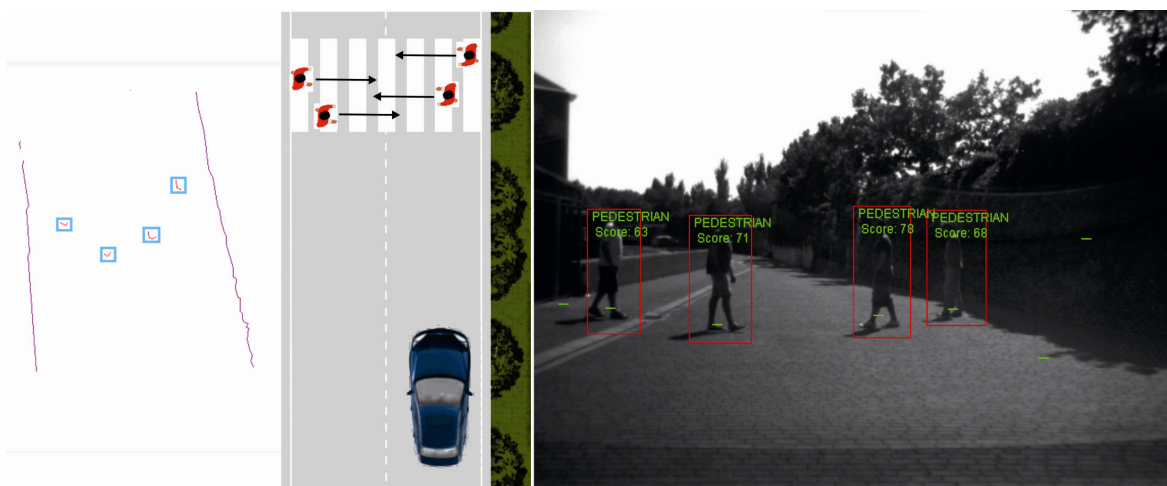 PEDESTRIAN
Score: 63
PEDESTRIAN
Score: 71
PEDESTRIAN
Score: 78
PEDESTRIAN
Score: 68